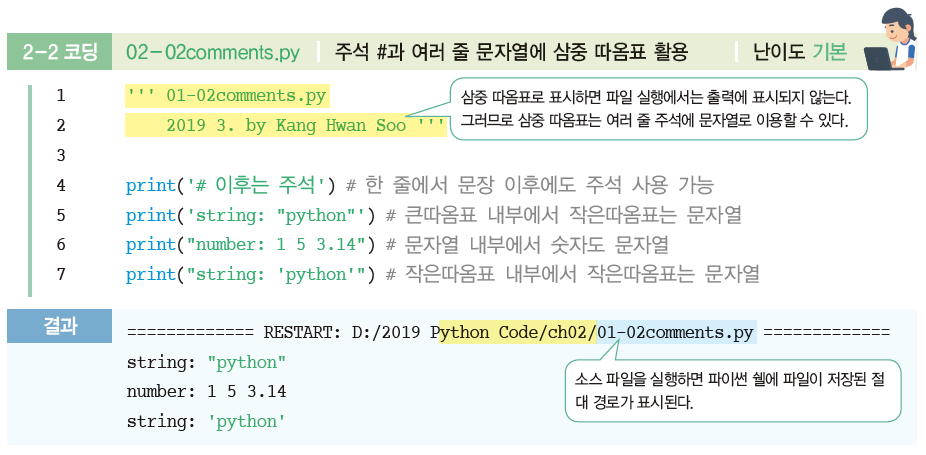 2-2 코딩 02-02comments.py 주석 #과 여러 줄 문자열에 삼중 따옴표 활용 난이도 기본
1 ''' 01-02comments.py
2 2019 3. by Kang Hwan Soo '''
삼중 따옴표로 표시하면 파일 실행에서는 출력에 표시되지 않는다.
그러므로 삼중 따옴표는 여러 줄 주석에 문자열로 이용할 수 있다.
3
4 print('# 이후는 주석') # 한 줄에서 문장 이후에도 주석 사용 가능
5 print('string: "python"') # 큰따옴표 내부에서 작은따옴표는 문자열
6 print("number: 1 5 3.14") # 문자열 내부에서 숫자도 문자열
7 print("string: 'python'") # 작은따옴표 내부에서 작은따옴표는 문자열
결과
============= RESTART: D:/2019 Python Code/ch02/01-02comments.py =============
string: "python"
number: 1 5 3.14
string: 'python'
소스 파일을 실행하면 파이썬 쉘에 파일이 저장된 절
대 경로가 표시된다.